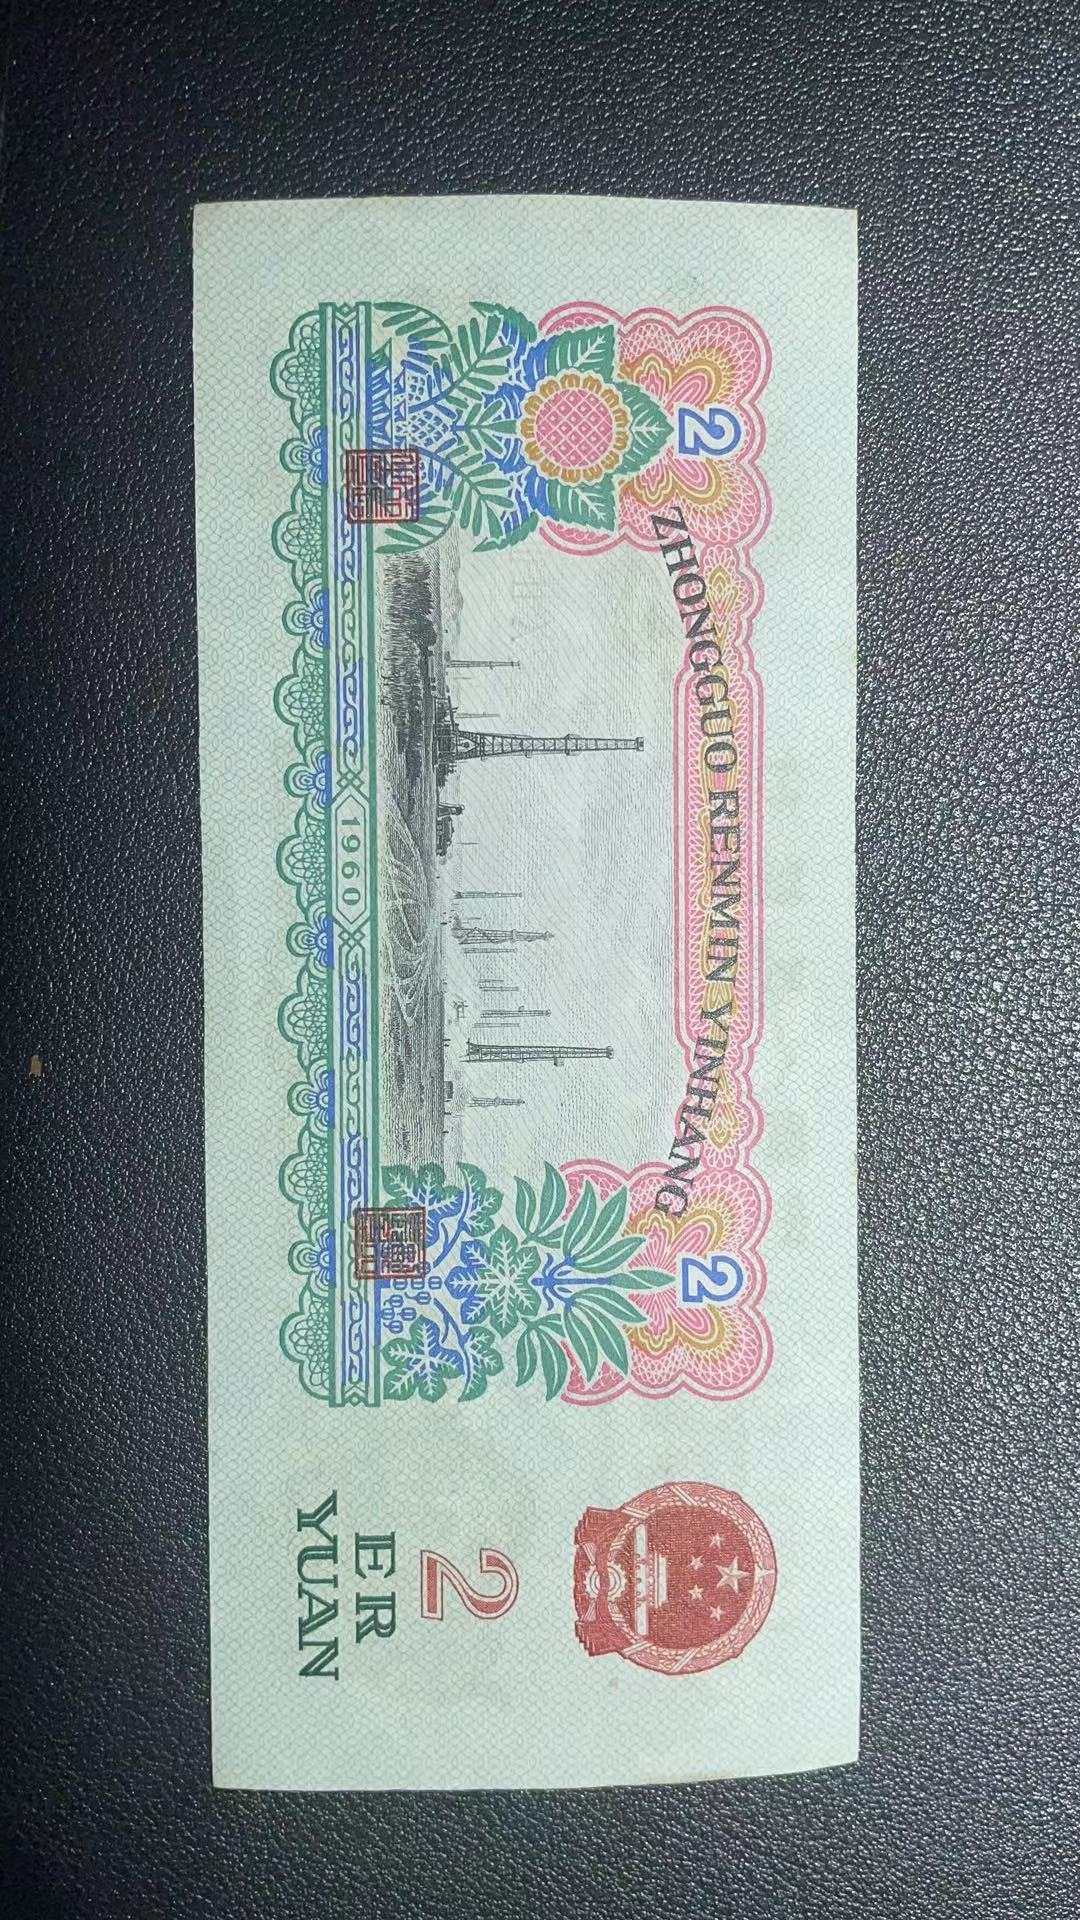 2
2
ZHONGGUO RENMIN YINHANG
1960
2
ER
YUAN